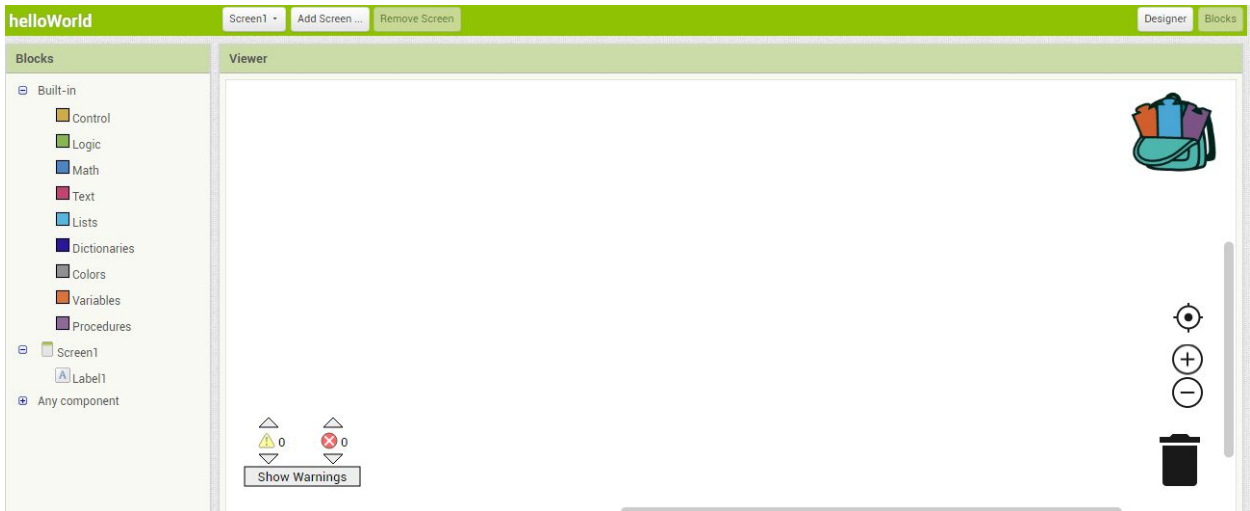 helloWorld
Screen1
Add Screen ...
Remove Screen
Designer
Blocks
Blocks
Viewer
Built-in
Control
Logic
Math
Text
Lists
Dictionaries
Colors
Variables
Procedures
Screen1
A Label1
Any component
0
0
Show Warnings